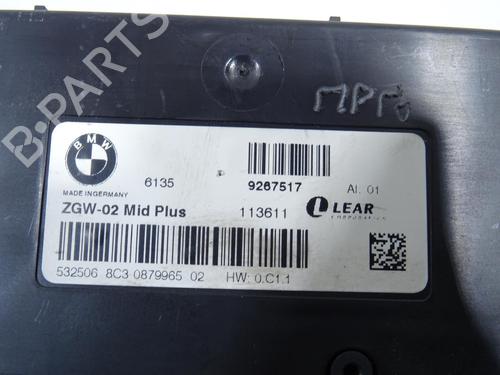 B-PARTS
BMW
MADE IN GERMANY
6135 9267517 AI. 01
ZGW-02 Mid Plus 113611 LEAR
CORPORATION
532506 8C3 0879965 02 HW: 0.C1.1